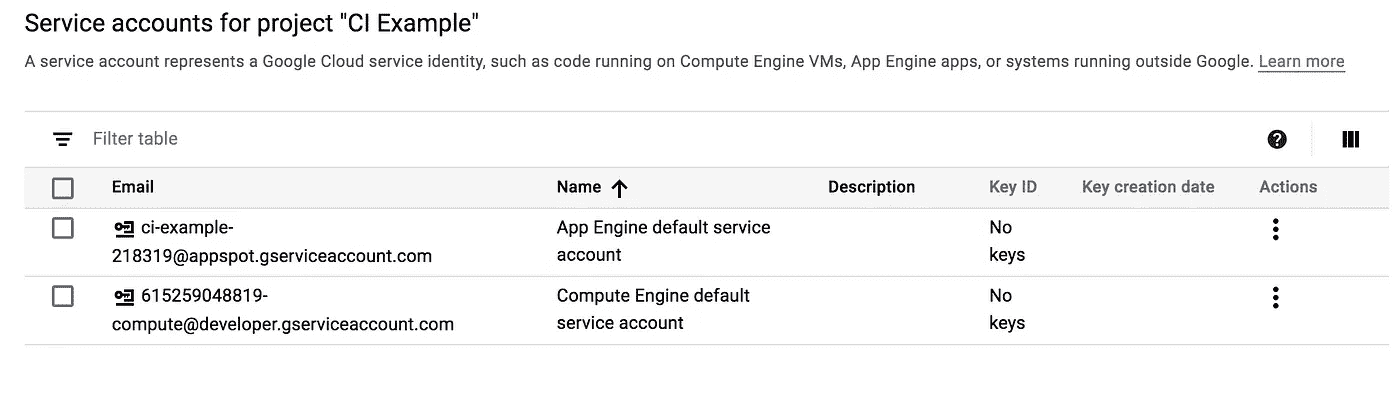 Service accounts for project "CI Example"
A service account represents a Google Cloud service identity, such as code running on Compute Engine VMs, App Engine apps, or systems running outside Google. Learn more
Filter table
Email Name Description Key ID Key creation date Actions
ci-example- App Engine default service No
218319@appspot.gserviceaccount.com account keys
615259048819- Compute Engine default No
compute@developer.gserviceaccount.com service account keys